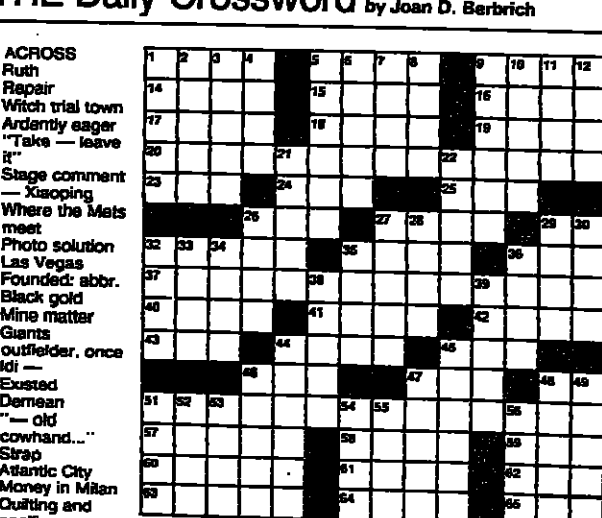 THE Daily Crossword by Joan D. Berbrich
ACROSS
Ruth
Repair
Witch trial town
Ardently eager
"Take — leave
it"
Stage comment
— Xiaoping
Where the Mets
meet
Photo solution
Las Vegas
Founded: abbr.
Black gold
Mine matter
Giants
outfielder, once
Idi —
Existed
Demean
"— old
cowhand..."
Strap
Atlantic City
Money in Milan
Quilting and
1 2 3 4 5 6 7 8 9 10 11 12
14 15 16
17 18 19
20 21 22
23 24 25
26 27 28 29 30
32 33 34 35 36
37 38 39
40 41 42
43 44 45
46 47 48 49
51 52 53 54 55 56
57 58 59
60 61 62
63 64 65